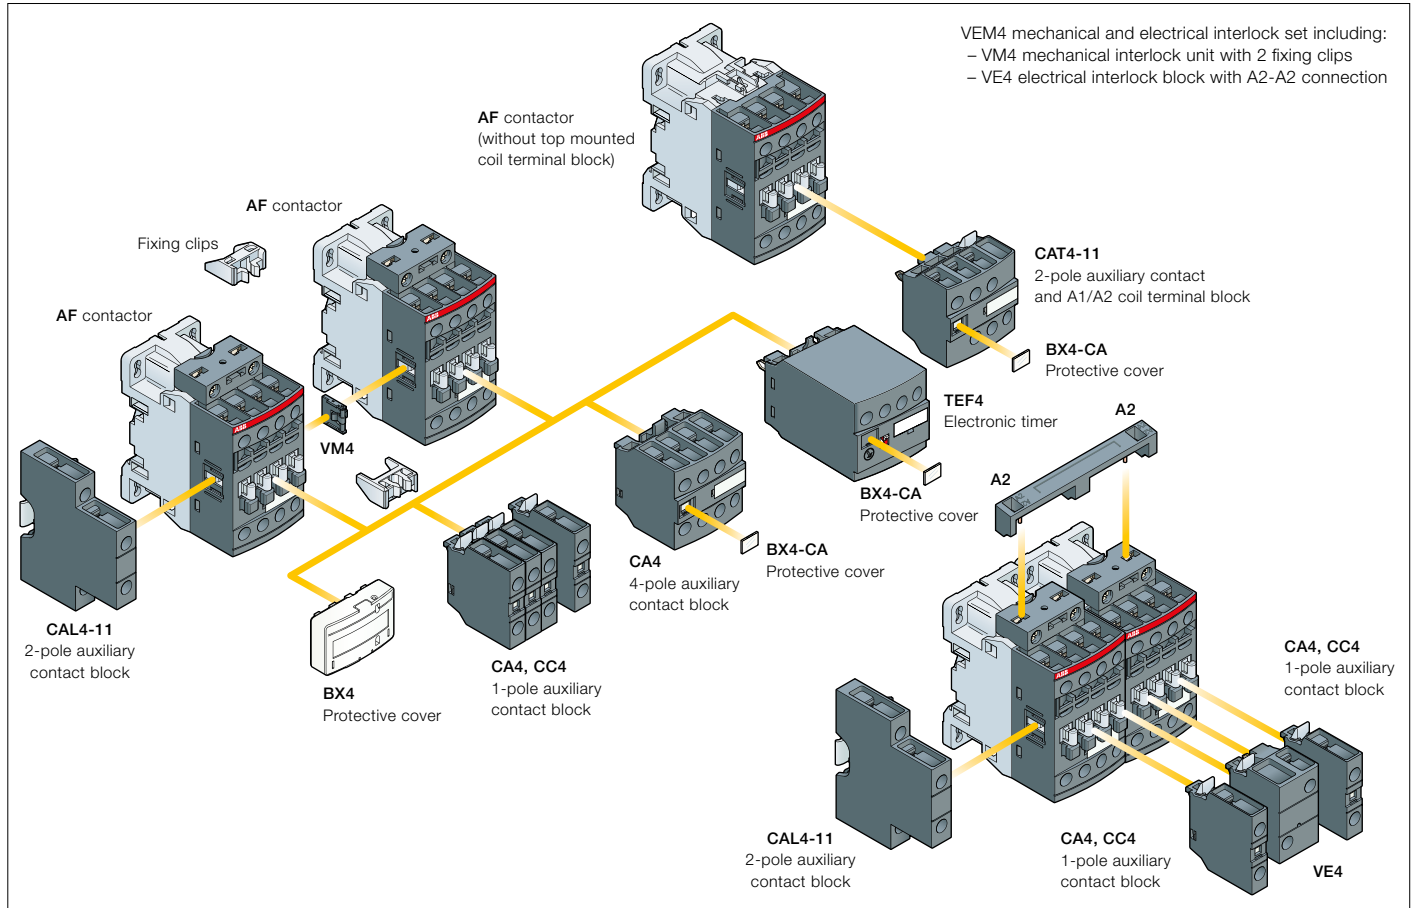 VEM4 mechanical and electrical interlock set including:
– VM4 mechanical interlock unit with 2 fixing clips
– VE4 electrical interlock block with A2-A2 connection
AF contactor
(without top mounted
coil terminal block)
AF contactor
Fixing clips
AF contactor
CAT4-11
2-pole auxiliary contact
and A1/A2 coil terminal block
BX4-CA
Protective cover
TEF4
Electronic timer
A2
A2
VM4
BX4-CA
Protective cover
BX4-CA
Protective cover
CA4
4-pole auxiliary
contact block
CAL4-11
2-pole auxiliary
contact block
BX4
Protective cover
CA4, CC4
1-pole auxiliary
contact block
CA4, CC4
1-pole auxiliary
contact block
CAL4-11
2-pole auxiliary
contact block
CA4, CC4
1-pole auxiliary
contact block
VE4
ABB
ABB
ABB
ABB
ABB